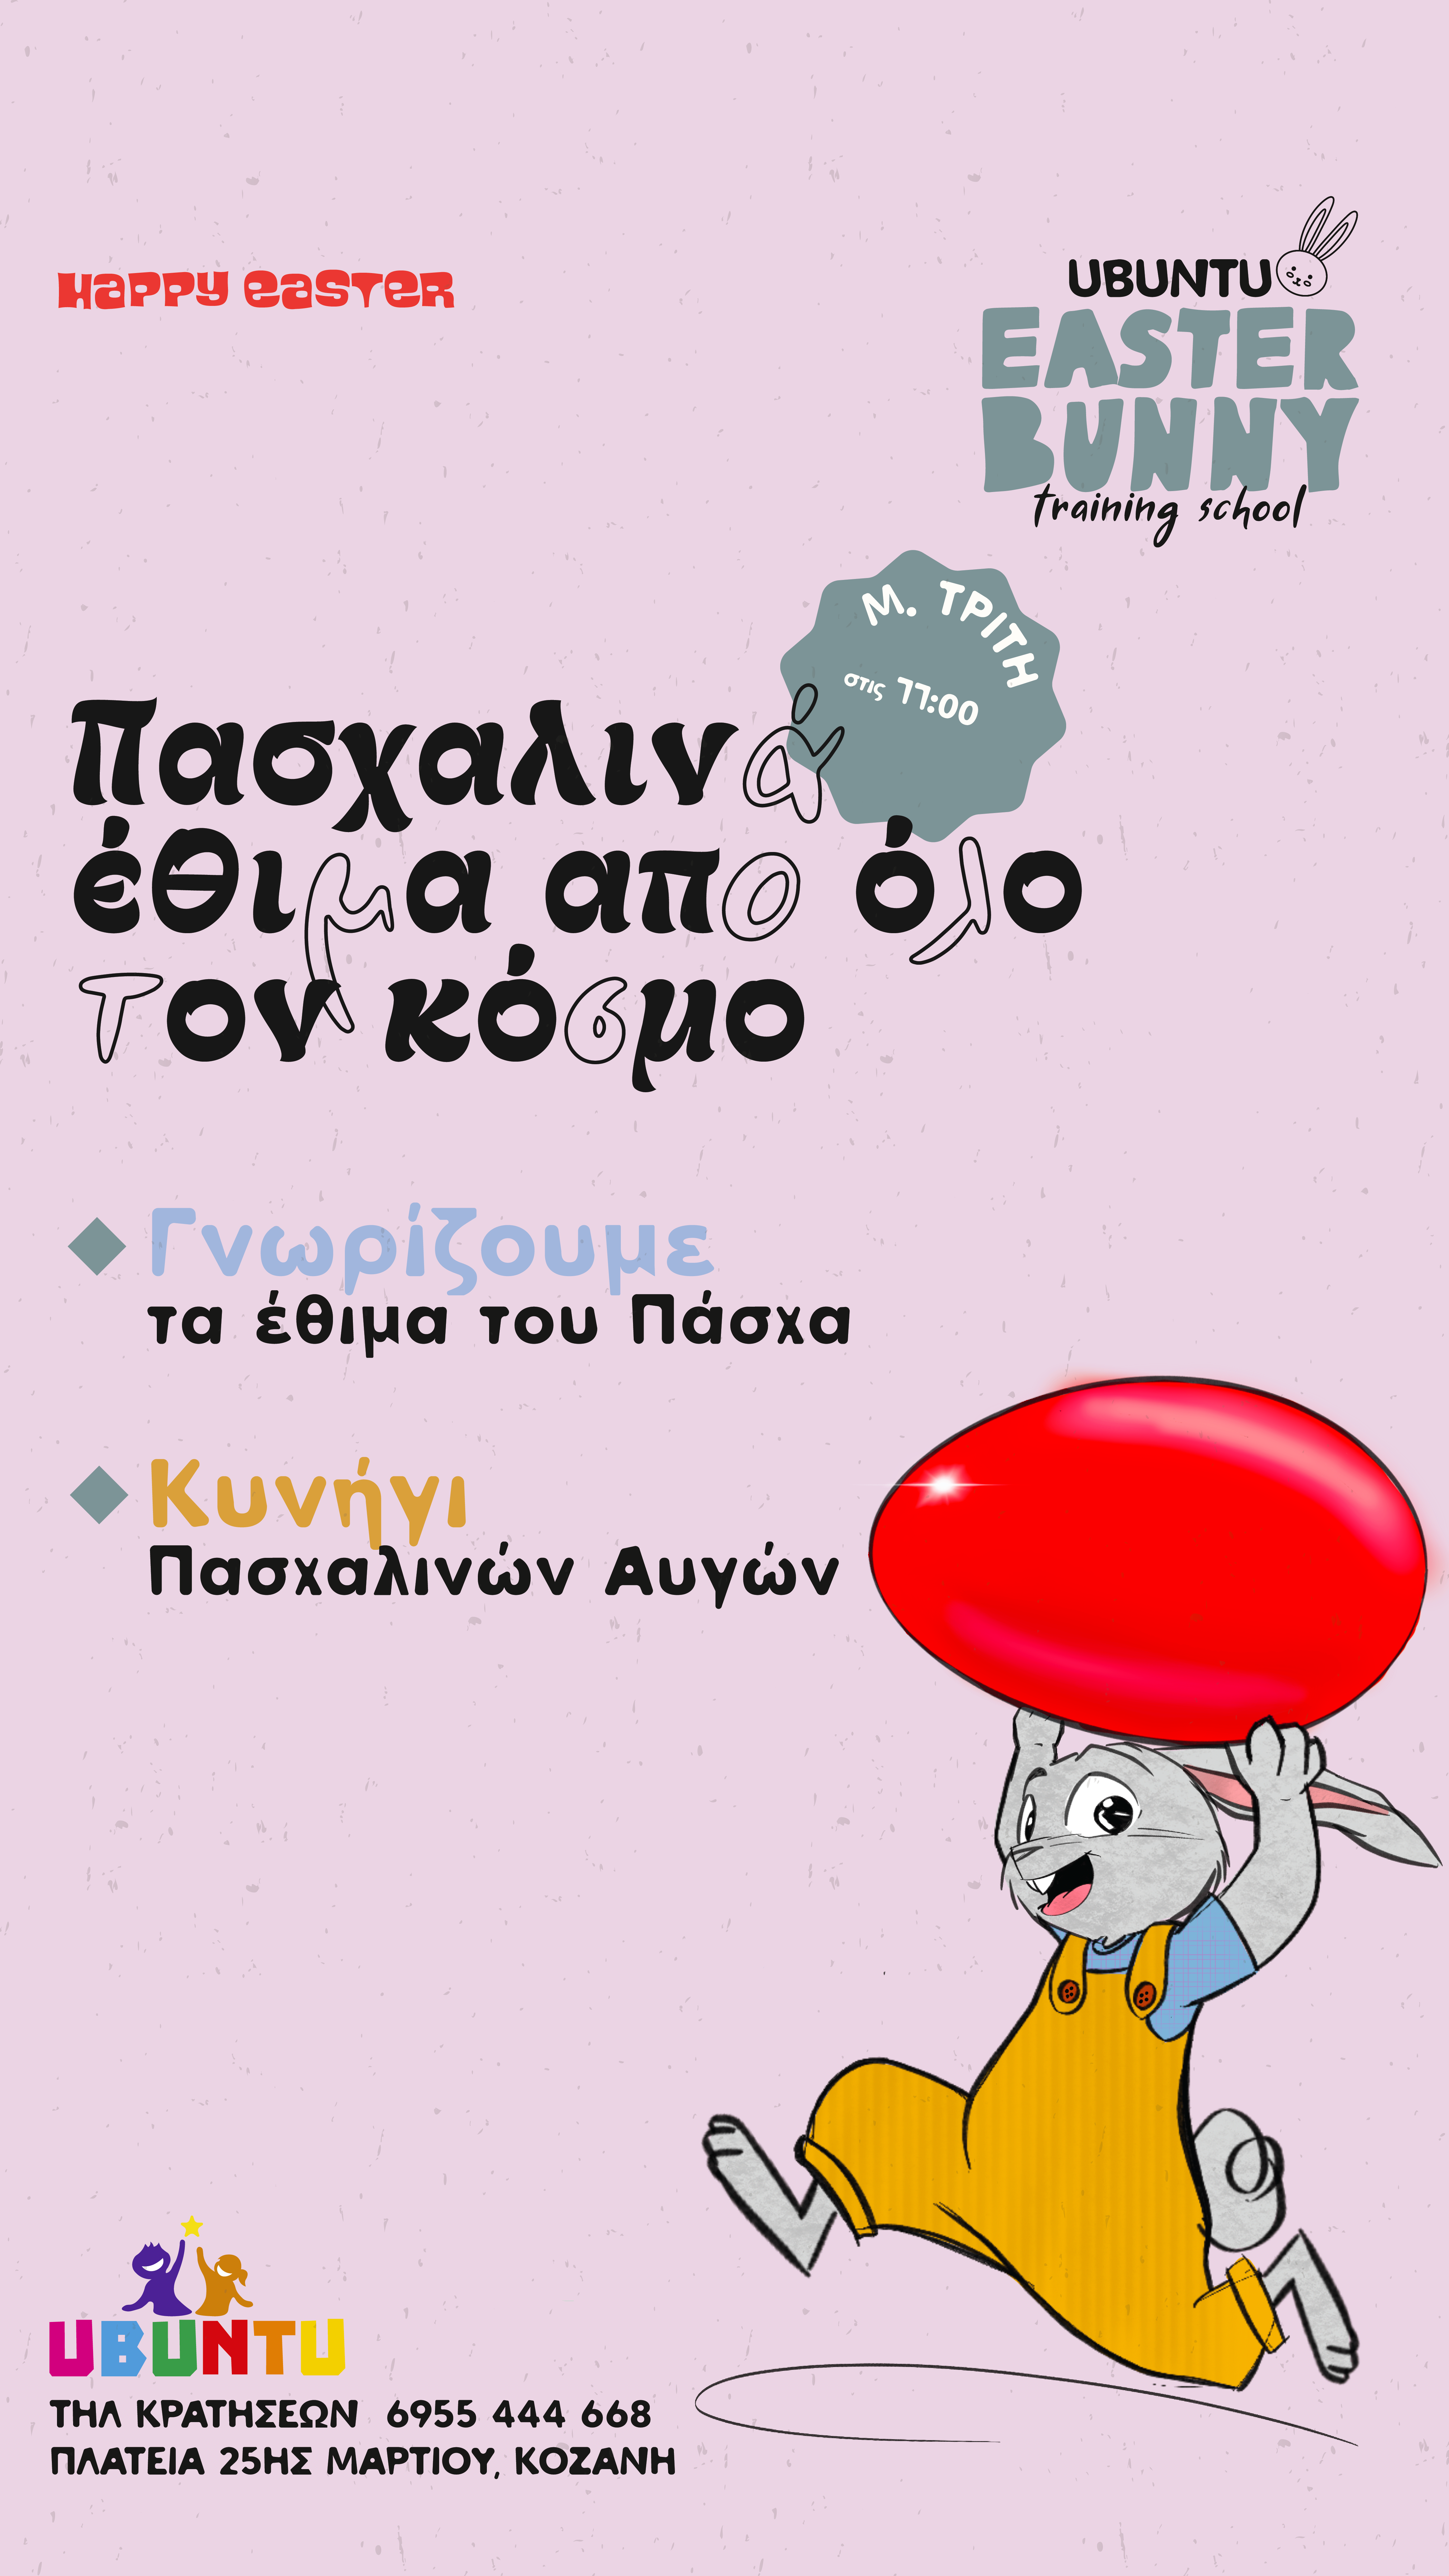 Happy Easter
UBUNTU
EASTER
BUNNY
training school
Μ. ΤΡΙΤΗ
στις 11:00
Πασχαλινά
έθιμα απο όλο
τον κόσμο
Γνωρίζουμε
τα έθιμα του Πάσχα
Κυνήγι
Πασχαλινών Αυγών
UBUNTU
ΤΗΛ ΚΡΑΤΗΣΕΩΝ 6955 444 668
ΠΛΑΤΕΙΑ 25ΗΣ ΜΑΡΤΙΟΥ, ΚΟΖΑΝΗ